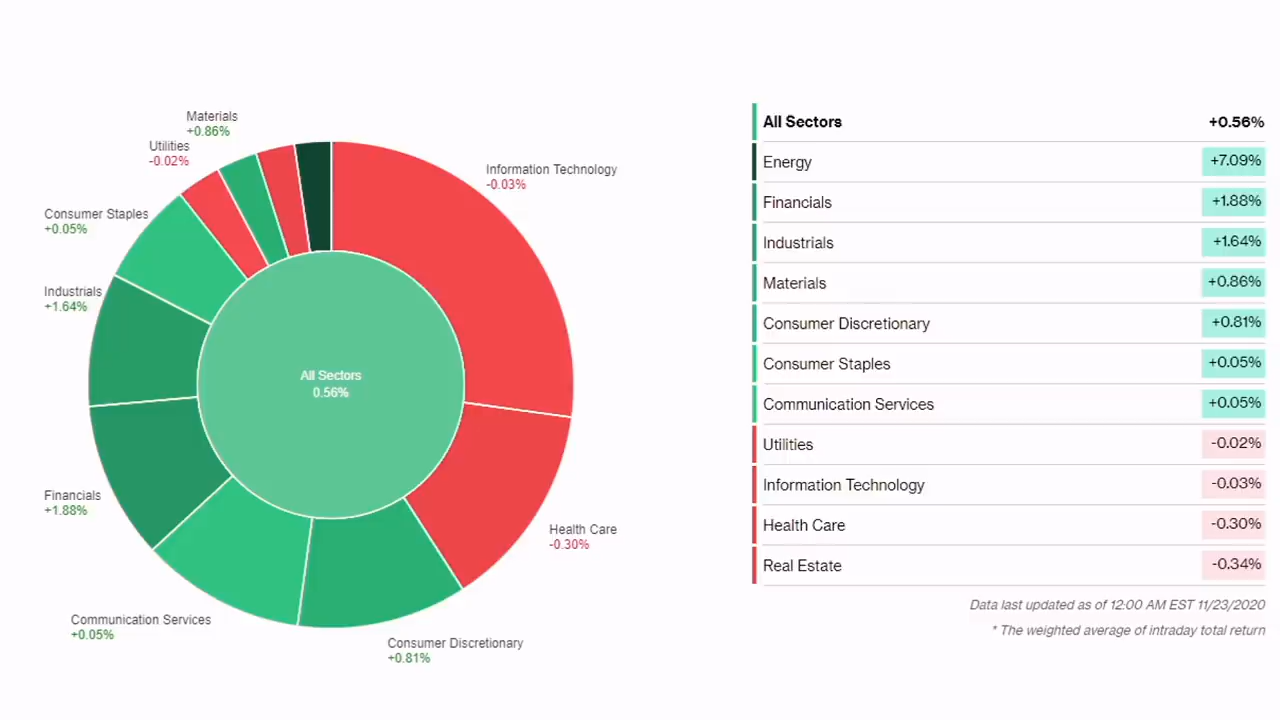 Materials
+0.86%
Utilities
-0.02%
Information Technology
-0.03%
Consumer Staples
+0.05%
Industrials
+1.64%
All Sectors
0.56%
Financials
+1.88%
Health Care
-0.30%
Communication Services
+0.05%
Consumer Discretionary
+0.81%
All Sectors +0.56%
Energy +7.09%
Financials +1.88%
Industrials +1.64%
Materials +0.86%
Consumer Discretionary +0.81%
Consumer Staples +0.05%
Communication Services +0.05%
Utilities -0.02%
Information Technology -0.03%
Health Care -0.30%
Real Estate -0.34%
Data last updated as of 12:00 AM EST 11/23/2020
* The weighted average of intraday total return